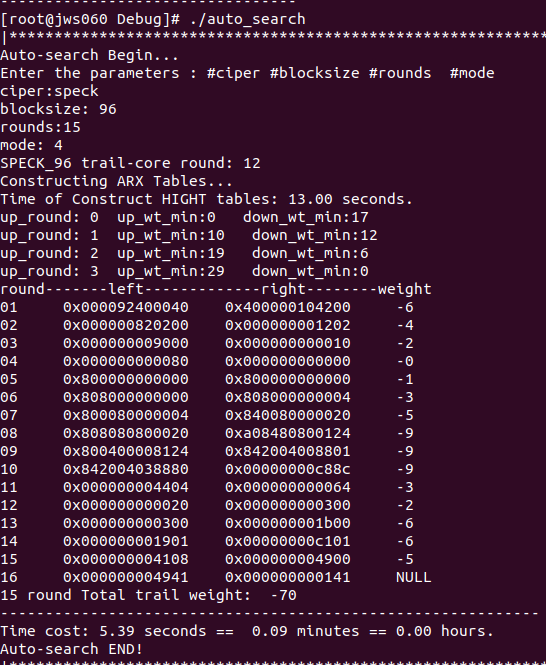 ------------------------------------
[root@jws060 Debug]# ./auto_search
|*****************************************************************
Auto-search Begin...
Enter the parameters : #ciper #blocksize #rounds  #mode
ciper:speck
blocksize: 96
rounds:15
mode: 4
SPECK_96 trail-core round: 12
Constructing ARX Tables...
Time of Construct HIGHT tables: 13.00 seconds.
up_round: 0  up_wt_min:0   down_wt_min:17
up_round: 1  up_wt_min:10   down_wt_min:12
up_round: 2  up_wt_min:19   down_wt_min:6
up_round: 3  up_wt_min:29   down_wt_min:0
round-------left-------------right--------weight
01     0x000092400040    0x400000104200     -6
02     0x000000820200    0x000000001202     -4
03     0x000000009000    0x000000000010     -2
04     0x000000000080    0x000000000000     -0
05     0x800000000000    0x800000000000     -1
06     0x808000000000    0x808000000004     -3
07     0x800080000004    0x840080000020     -5
08     0x808080800020    0xa08480800124     -9
09     0x800400008124    0x842004008801     -9
10     0x842004038880    0x00000000c88c     -9
11     0x000000004404    0x000000000064     -3
12     0x000000000020    0x000000000300     -2
13     0x000000000300    0x000000001b00     -6
14     0x000000001901    0x00000000c101     -6
15     0x000000004108    0x000000004900     -5
16     0x000000004941    0x000000000141     NULL
15 round Total trail weight:  -70
-----------------------------------------------------------------
Time cost: 5.39 seconds ==  0.09 minutes == 0.00 hours.
Auto-search END!
|*****************************************************************